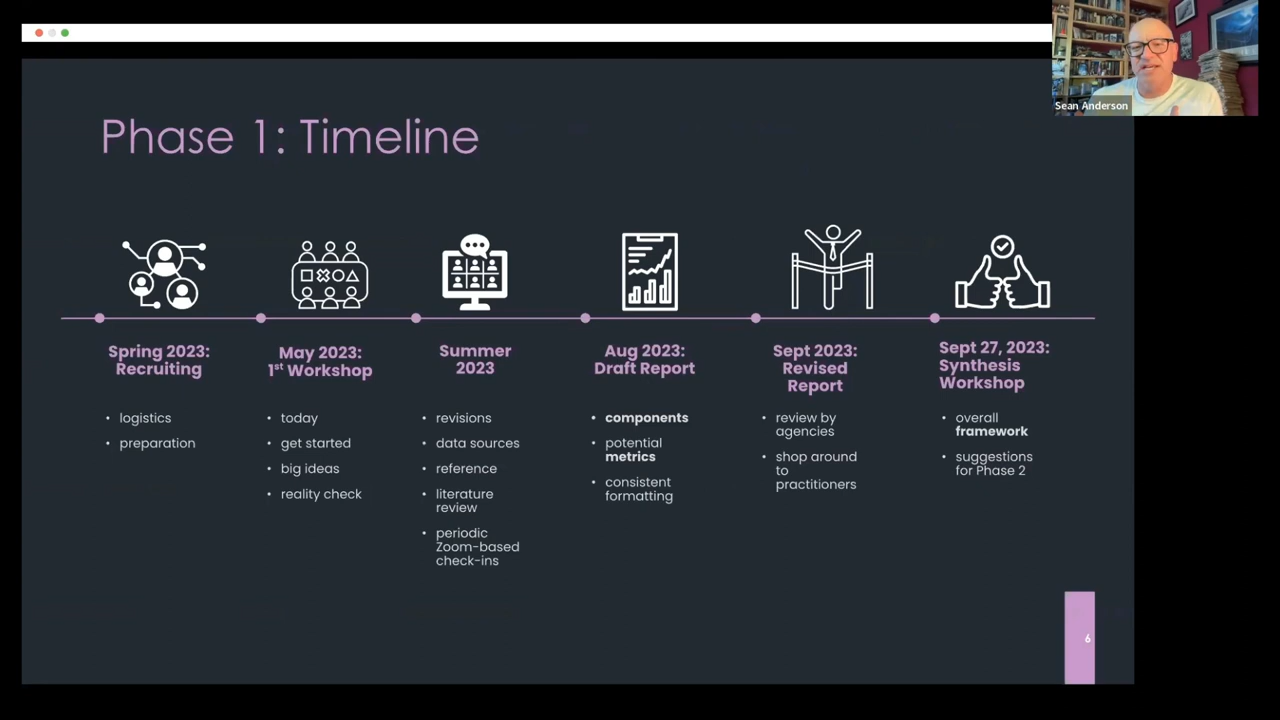 Sean Anderson
Phase 1: Timeline
Spring 2023:
Recruiting
• logistics
• preparation
May 2023:
1st Workshop
• today
• get started
• big ideas
• reality check
Summer
2023
• revisions
• data sources
• reference
• literature
review
• periodic
Zoom-based
check-ins
Aug 2023:
Draft Report
• components
• potential
metrics
• consistent
formatting
Sept 2023:
Revised
Report
• review by
agencies
• shop around
to
practitioners
Sept 27, 2023:
Synthesis
Workshop
• overall
framework
• suggestions
for Phase 2
6